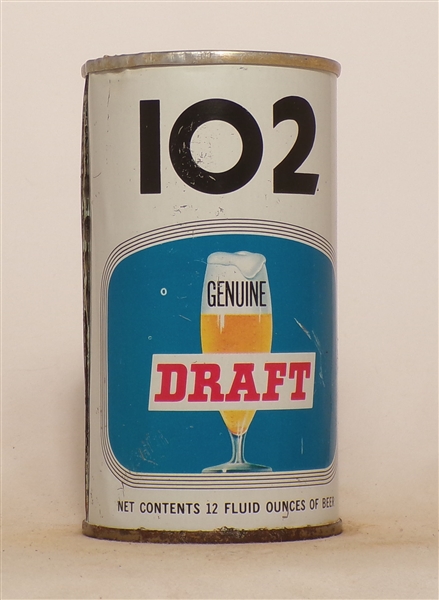 102
GENUINE
DRAFT
NET CONTENTS 12 FLUID OUNCES OF BEER